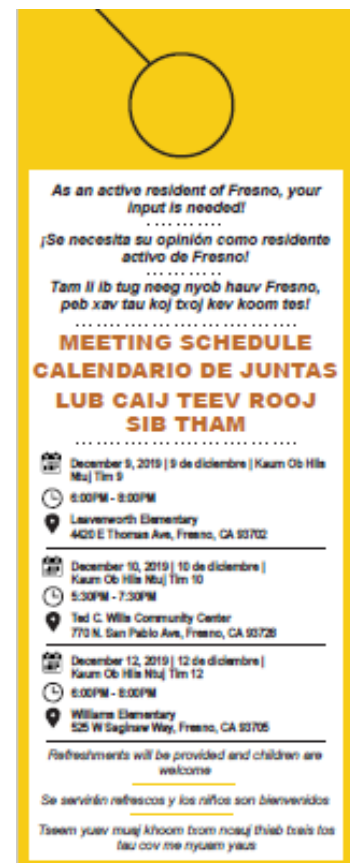 As an active resident of Fresno, your
input is needed!
¡Se necesita su opinión como residente
activo de Fresno!
Tam li ib tug neeg nyob hauv Fresno,
peb xav tau koj txoj kev koom tes!
MEETING SCHEDULE
CALENDARIO DE JUNTAS
LUB CAIJ TEEV ROOJ
SIB THAM
December 9, 2019 | 9 de diciembre | Kaum Ob Hlis
Ntuj Tim 9
6:00PM - 8:00PM
Leavenworth Elementary
4420 E Thomas Ave, Fresno, CA 93702
December 10, 2019 | 10 de diciembre |
Kaum Ob Hlis Ntuj Tim 10
5:30PM - 7:30PM
Ted C. Wills Community Center
770 N. San Pablo Ave, Fresno, CA 93728
December 12, 2019 | 12 de diciembre |
Kaum Ob Hlis Ntuj Tim 12
6:00PM - 8:00PM
Williams Elementary
525 W Saginaw Way, Fresno, CA 93705
Refreshments will be provided and children are
welcome
Se servirán refrescos y los niños son bienvenidos
Tseem yuav muaj khoom txom ncauj thiab txais tos
tau cov me nyuam yaus